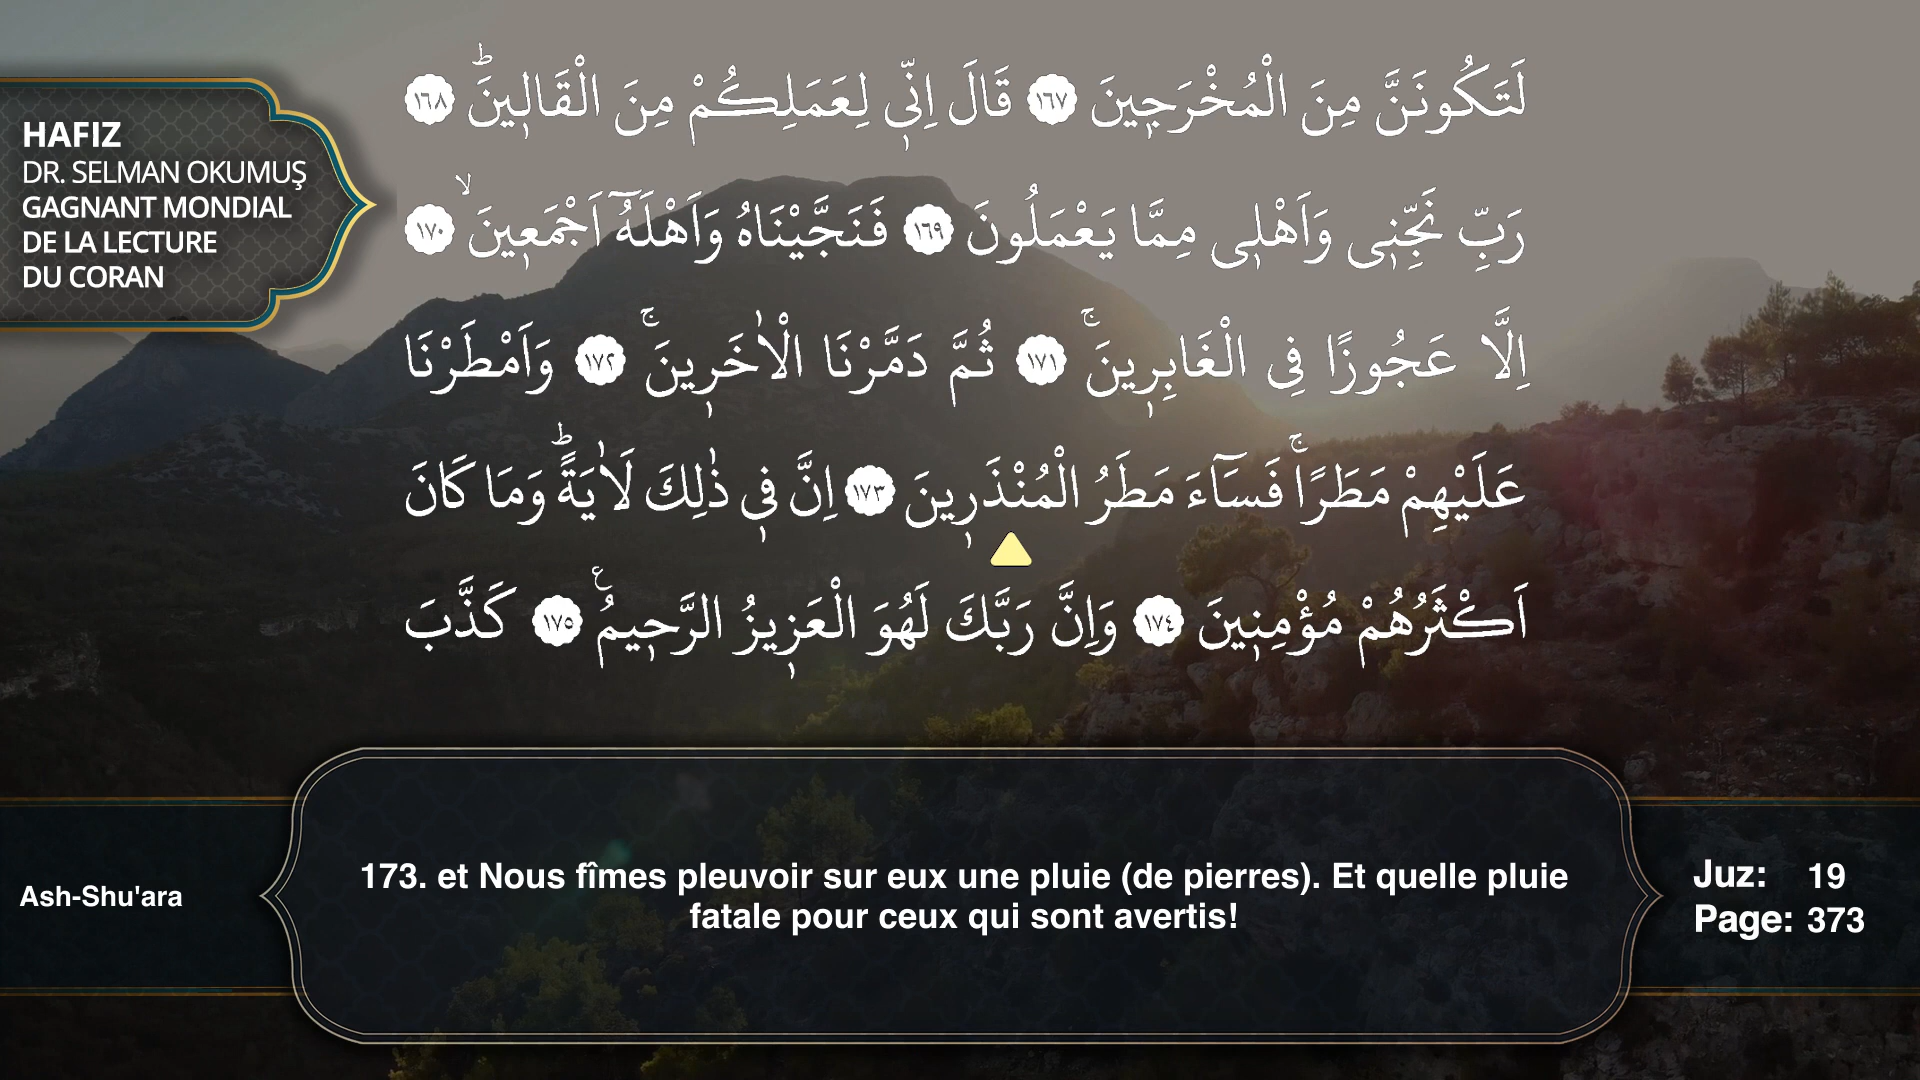 HAFIZ
DR. SELMAN OKUMUŞ
GAGNANT MONDIAL
DE LA LECTURE
DU CORAN
لَتَكُونَنَّ مِنَ الْمُخْرَجٖينَ ١٦٧ قَالَ اِنّٖى لِعَمَلِكُمْ مِنَ الْقَالٖينَؕ ١٦٨
رَبِّ نَجِّنٖى وَاَهْلٖى مِمَّا يَعْمَلُونَ ١٦٩ فَنَجَّيْنَاهُ وَاَهْلَهُٓ اَجْمَعٖينَۙ ١٧٠
اِلَّا عَجُوزًا فِى الْغَابِرٖينَۚ ١٧١ ثُمَّ دَمَّرْنَا الْاٰخَرٖينَۚ ١٧٢ وَاَمْطَرْنَا
عَلَيْهِمْ مَطَرًاۚ فَسَٓاءَ مَطَرُ الْمُنْذَرٖينَ ١٧٣ اِنَّ فٖى ذٰلِكَ لَاٰيَةًؕ وَمَا كَانَ
اَكْثَرُهُمْ مُؤْمِنٖينَ ١٧٤ وَاِنَّ رَبَّكَ لَهُوَ الْعَزٖيزُ الرَّحٖيمُࣖ ١٧٥ كَذَّبَ
173. et Nous fîmes pleuvoir sur eux une pluie (de pierres). Et quelle pluie
fatale pour ceux qui sont avertis!
Ash-Shu'ara
Juz: 19
Page: 373